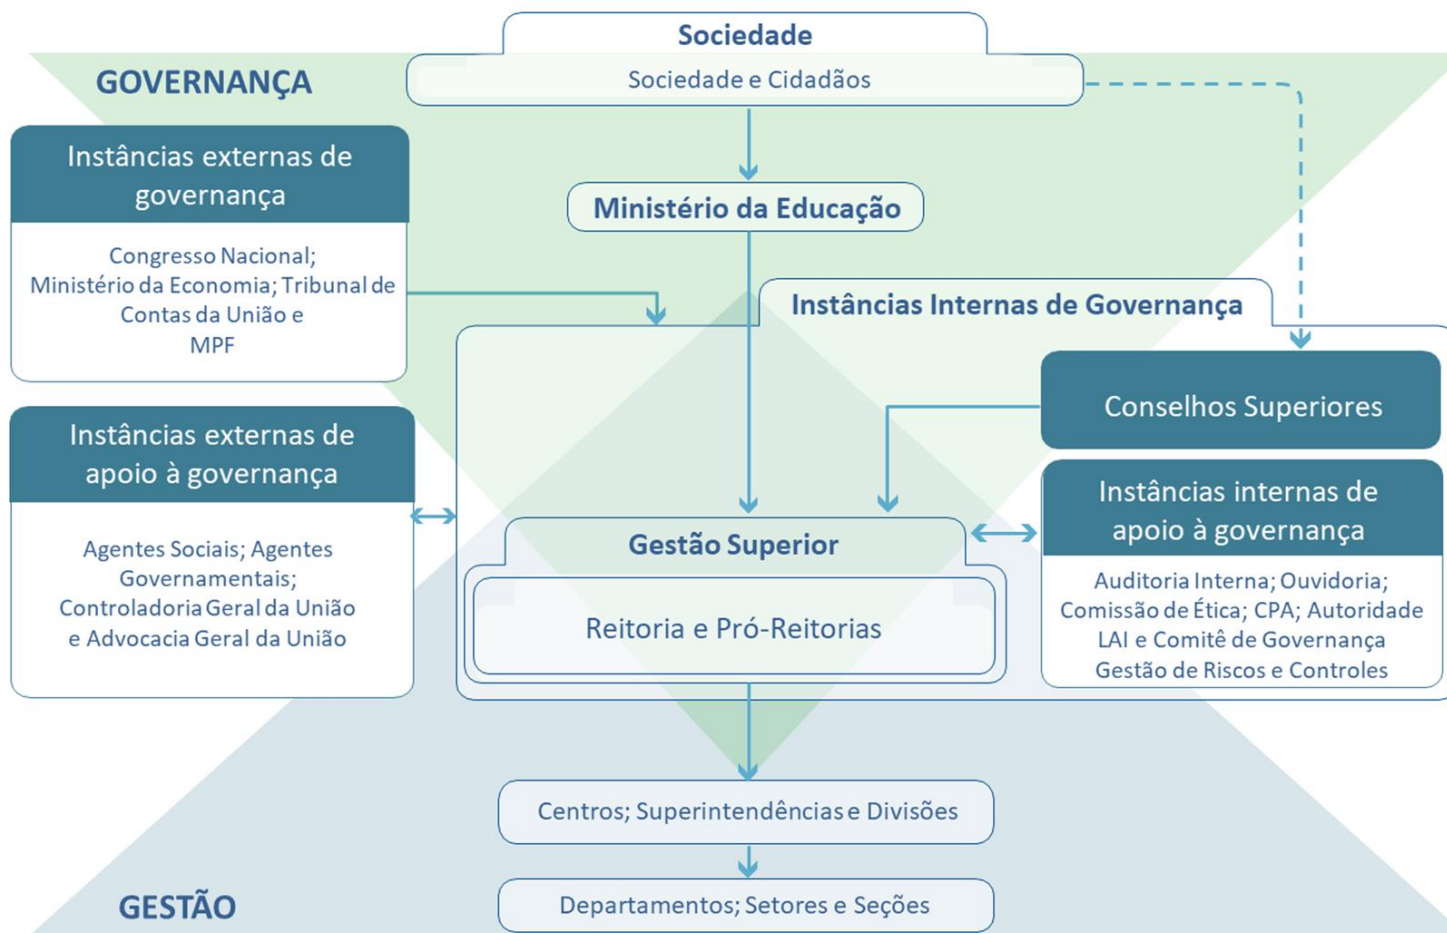 Sociedade
Sociedade e Cidadãos
GOVERNANÇA
Instâncias externas de
governança
Congresso Nacional;
Ministério da Economia; Tribunal de
Contas da União e
MPF
Ministério da Educação
Instâncias Internas de Governança
Conselhos Superiores
Instâncias externas de
apoio à governança
Agentes Sociais; Agentes
Governamentais;
Controladoria Geral da União
e Advocacia Geral da União
Gestão Superior
Reitoria e Pró-Reitorias
Instâncias internas de
apoio à governança
Auditoria Interna; Ouvidoria;
Comissão de Ética; CPA; Autoridade
LAI e Comitê de Governança
Gestão de Riscos e Controles
Centros; Superintendências e Divisões
Departamentos; Setores e Seções
GESTÃO